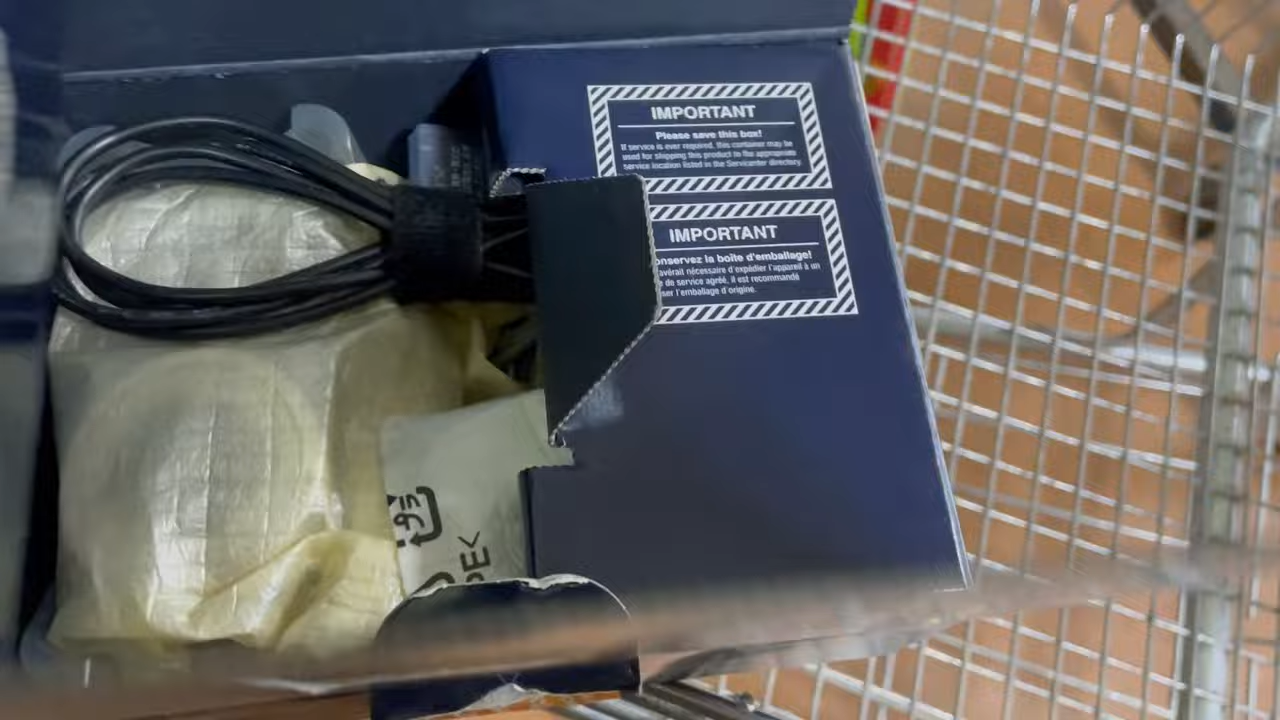 IMPORTANT
Please save this box!
If service is ever required, this container may be
used for shipping this product to the appropriate
service location listed in the Servicenter directory.
IMPORTANT
onservez la boîte d'emballage!
avérait nécessaire d'expédier l'appareil à un
de service agréé, il est recommandé
ser l'emballage d'origine.